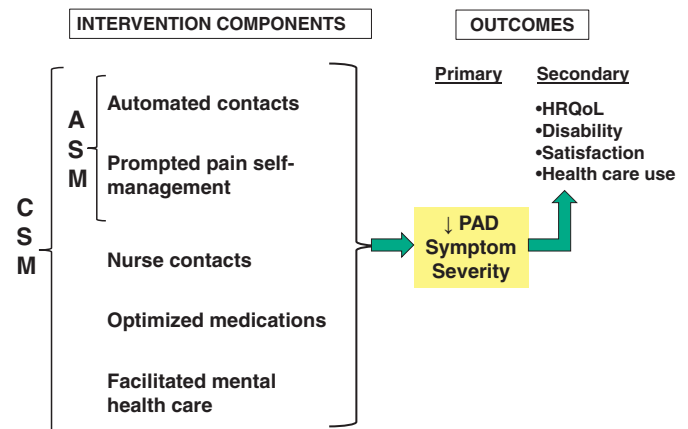 INTERVENTION COMPONENTS
OUTCOMES
Primary
Secondary
•HRQoL
•Disability
•Satisfaction
•Health care use
C
S
M
A
S
M
Automated contacts
Prompted pain self-
management
Nurse contacts
Optimized medications
Facilitated mental
health care
↓ PAD
Symptom
Severity